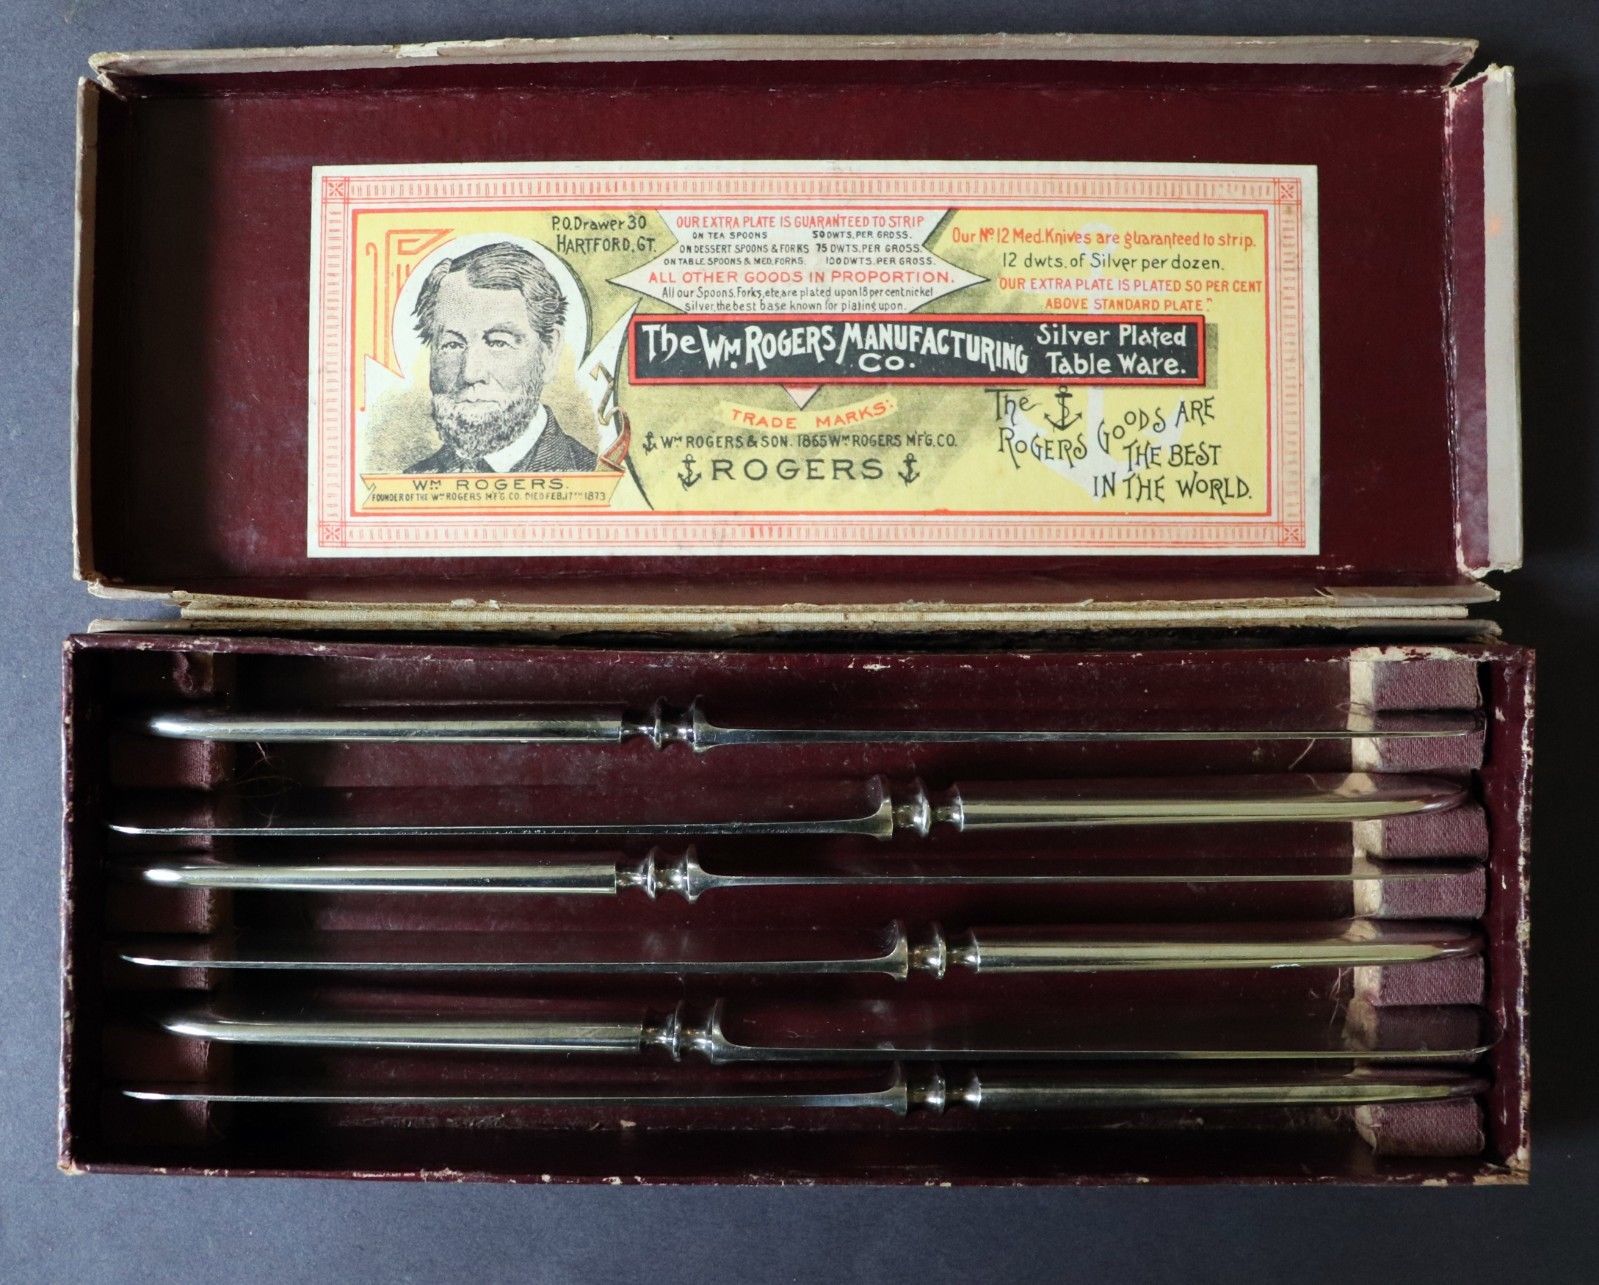 P.O. Drawer 30
HARTFORD, CT.
OUR EXTRA PLATE IS GUARANTEED TO STRIP
ON TEA SPOONS 50 DWTS. PER GROSS.
ON DESSERT SPOONS & FORKS 75 DWTS. PER GROSS.
ON TABLE SPOONS & MED. FORKS. 100 DWTS. PER GROSS.
ALL OTHER GOODS IN PROPORTION.
All our Spoons, Forks, etc, are plated upon 18 per cent nickel
silver, the best base known for plating upon.
Our No. 12 Med. Knives are guaranteed to strip.
12 dwts. of Silver per dozen.
"OUR EXTRA PLATE IS PLATED 50 PER CENT
ABOVE STANDARD PLATE."
The Wm. ROGERS MANUFACTURING Co.
Silver Plated
Table Ware.
TRADE MARKS:
Wm ROGERS & SON. 1865 Wm ROGERS MF'G. CO.
ROGERS
The
ROGERS GOODS ARE
THE BEST
IN THE WORLD.
Wm ROGERS.
FOUNDER OF THE Wm ROGERS MF'G. CO. DIED FEB. 17TH 1873